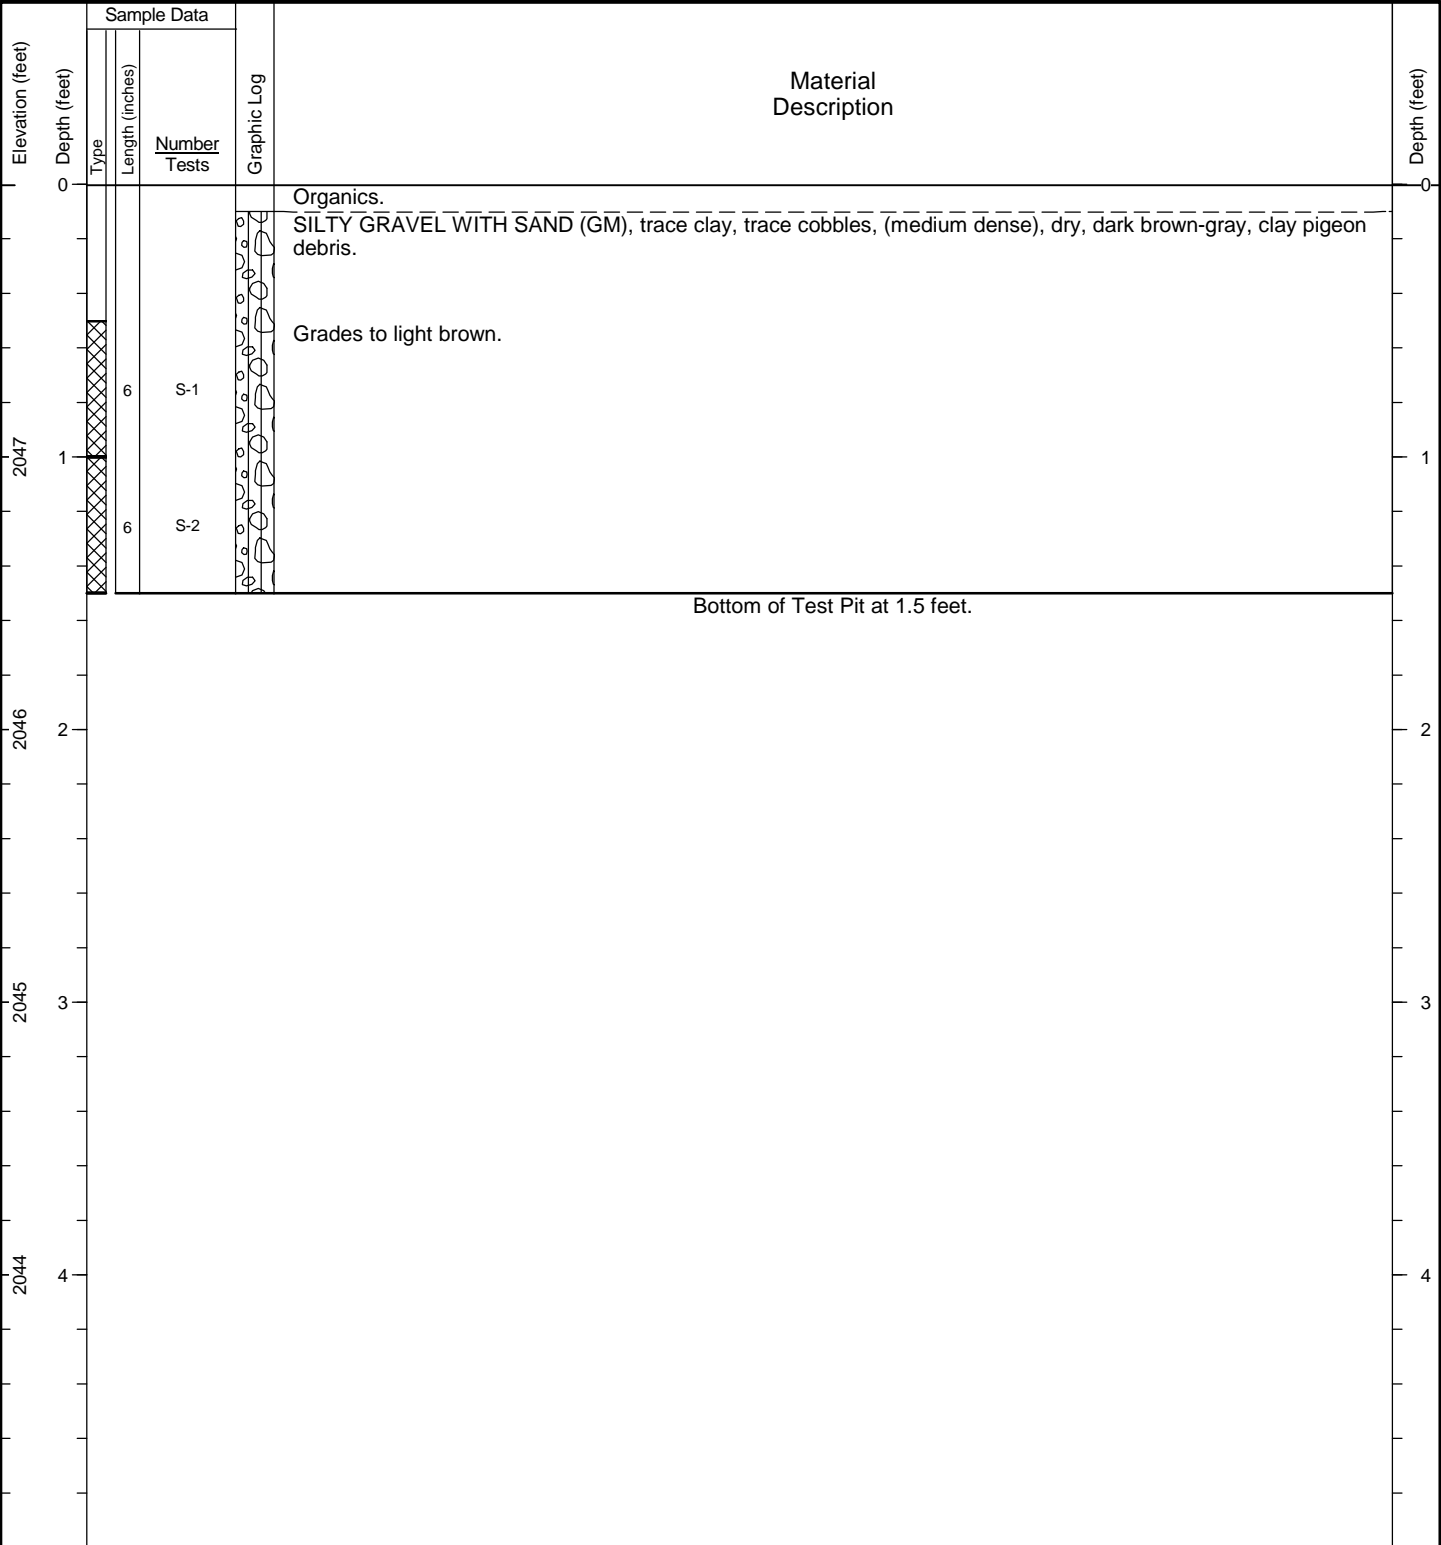 Sample Data
Elevation (feet)
Depth (feet)
Type
Length (inches)
Number
Tests
Graphic Log
Material
Description
Depth (feet)
0
0
Organics.
SILTY GRAVEL WITH SAND (GM), trace clay, trace cobbles, (medium dense), dry, dark brown-gray, clay pigeon
debris.
Grades to light brown.
6
S-1
2047
1
1
6
S-2
Bottom of Test Pit at 1.5 feet.
2046
2
2
2045
3
3
2044
4
4